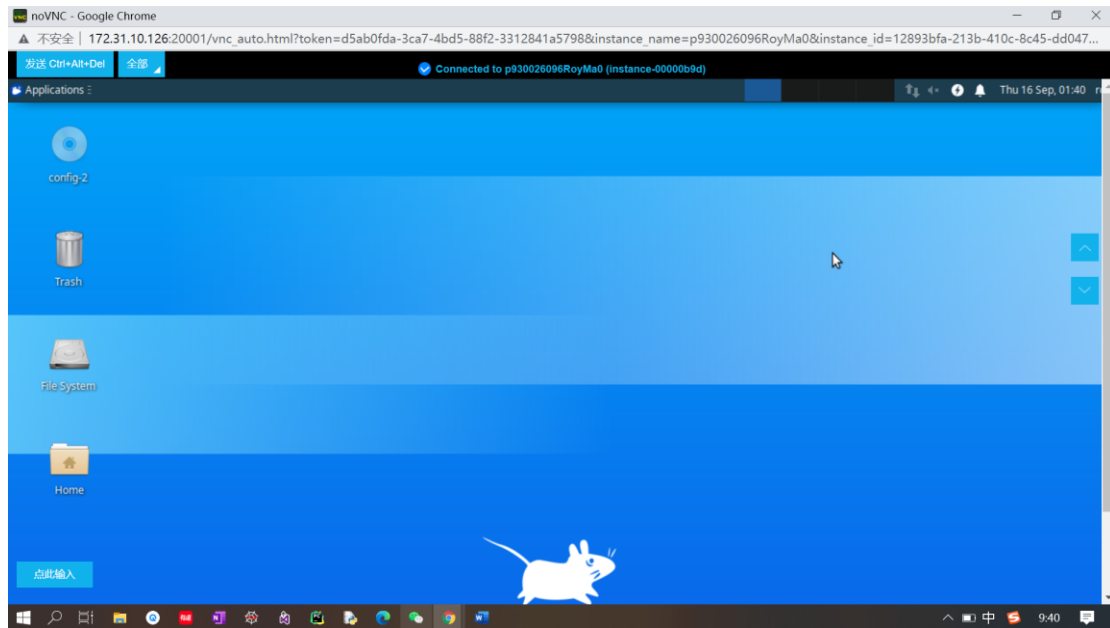 noVNC - Google Chrome
不安全 | 172.31.10.126:20001/vnc_auto.html?token=d5ab0fda-3ca7-4bd5-88f2-3312841a5798&instance_name=p930026096RoyMa0&instance_id=12893bfa-213b-410c-8c45-dd047...
发送 Ctrl+Alt+Del 全部
Connected to p930026096RoyMa0 (instance-00000b9d)
Applications
Thu 16 Sep, 01:40
config-2
Trash
File System
Home
点此输入
中 9:40